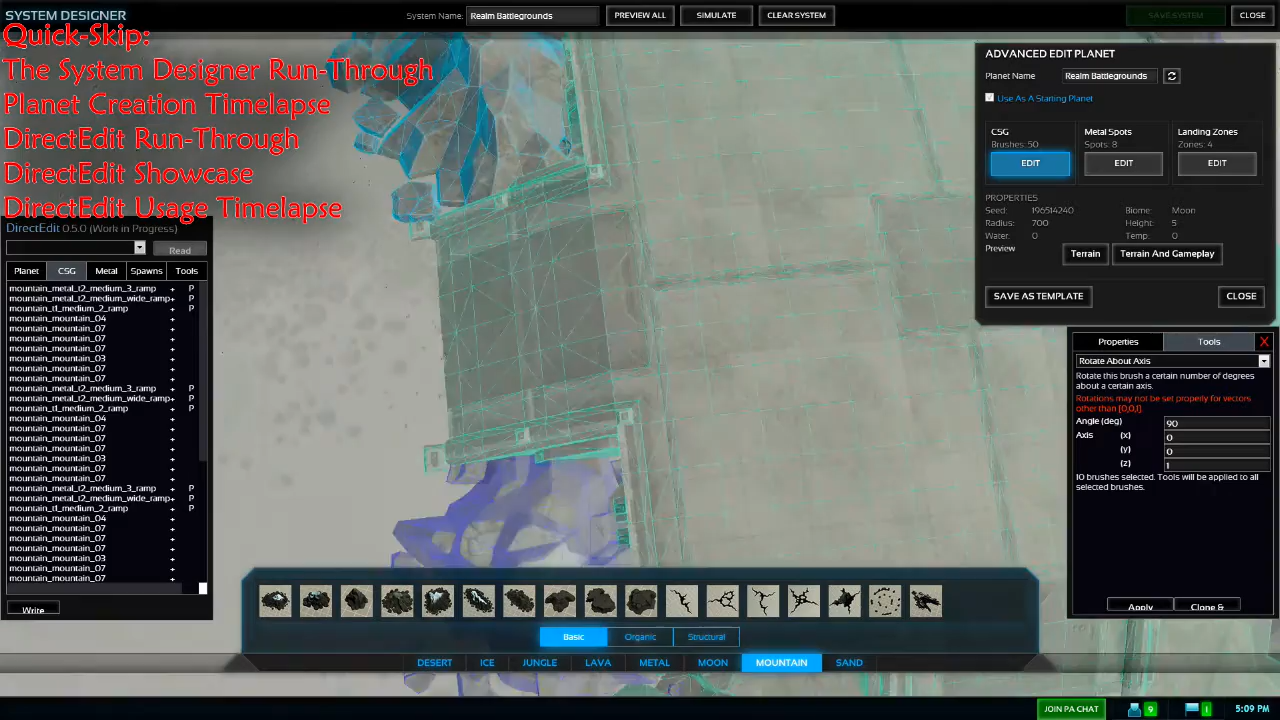 SYSTEM DESIGNER
System Name: Realm Battlegrounds
PREVIEW ALL
SIMULATE
CLEAR SYSTEM
SAVE SYSTEM
CLOSE
Quick-Skip:
The System Designer Run-Through
Planet Creation Timelapse
DirectEdit Run-Through
DirectEdit Showcase
DirectEdit Usage Timelapse
DirectEdit 0.5.0 (Work in Progress)
Read
Planet CSG Metal Spawns Tools
mountain_metal_t2_medium_3_ramp + P
mountain_metal_t2_medium_wide_ramp+ P
mountain_t1_medium_2_ramp + P
mountain_mountain_04 +
mountain_mountain_07 +
mountain_mountain_07 +
mountain_mountain_07 +
mountain_mountain_03 +
mountain_mountain_07 +
mountain_mountain_07 +
mountain_metal_t2_medium_3_ramp + P
mountain_metal_t2_medium_wide_ramp+ P
mountain_t1_medium_2_ramp + P
mountain_mountain_04 +
mountain_mountain_07 +
mountain_mountain_07 +
mountain_mountain_07 +
mountain_mountain_03 +
mountain_mountain_07 +
mountain_mountain_07 +
mountain_metal_t2_medium_3_ramp + P
mountain_metal_t2_medium_wide_ramp+ P
mountain_t1_medium_2_ramp + P
mountain_mountain_04 +
mountain_mountain_07 +
mountain_mountain_07 +
mountain_mountain_07 +
mountain_mountain_03 +
mountain_mountain_07 +
mountain_mountain_07 +
Write
ADVANCED EDIT PLANET
Planet Name Realm Battlegrounds
Use As A Starting Planet
CSG Metal Spots Landing Zones
Brushes: 50 Spots: 8 Zones: 4
EDIT EDIT EDIT
PROPERTIES
Seed: 196514240 Biome: Moon
Radius: 700 Height: 5
Water: 0 Temp: 0
Preview Terrain Terrain And Gameplay
SAVE AS TEMPLATE CLOSE
Properties Tools X
Rotate About Axis
Rotate this brush a certain number of degrees
about a certain axis.
Rotations may not be set properly for vectors
other than [0,0,1]
Angle (deg) 90
Axis (x) 0
(y) 0
(z) 1
10 brushes selected. Tools will be applied to all
selected brushes.
Apply Clone &
Basic Organic Structural
DESERT ICE JUNGLE LAVA METAL MOON MOUNTAIN SAND
JOIN PA CHAT 9 1 5:09 PM